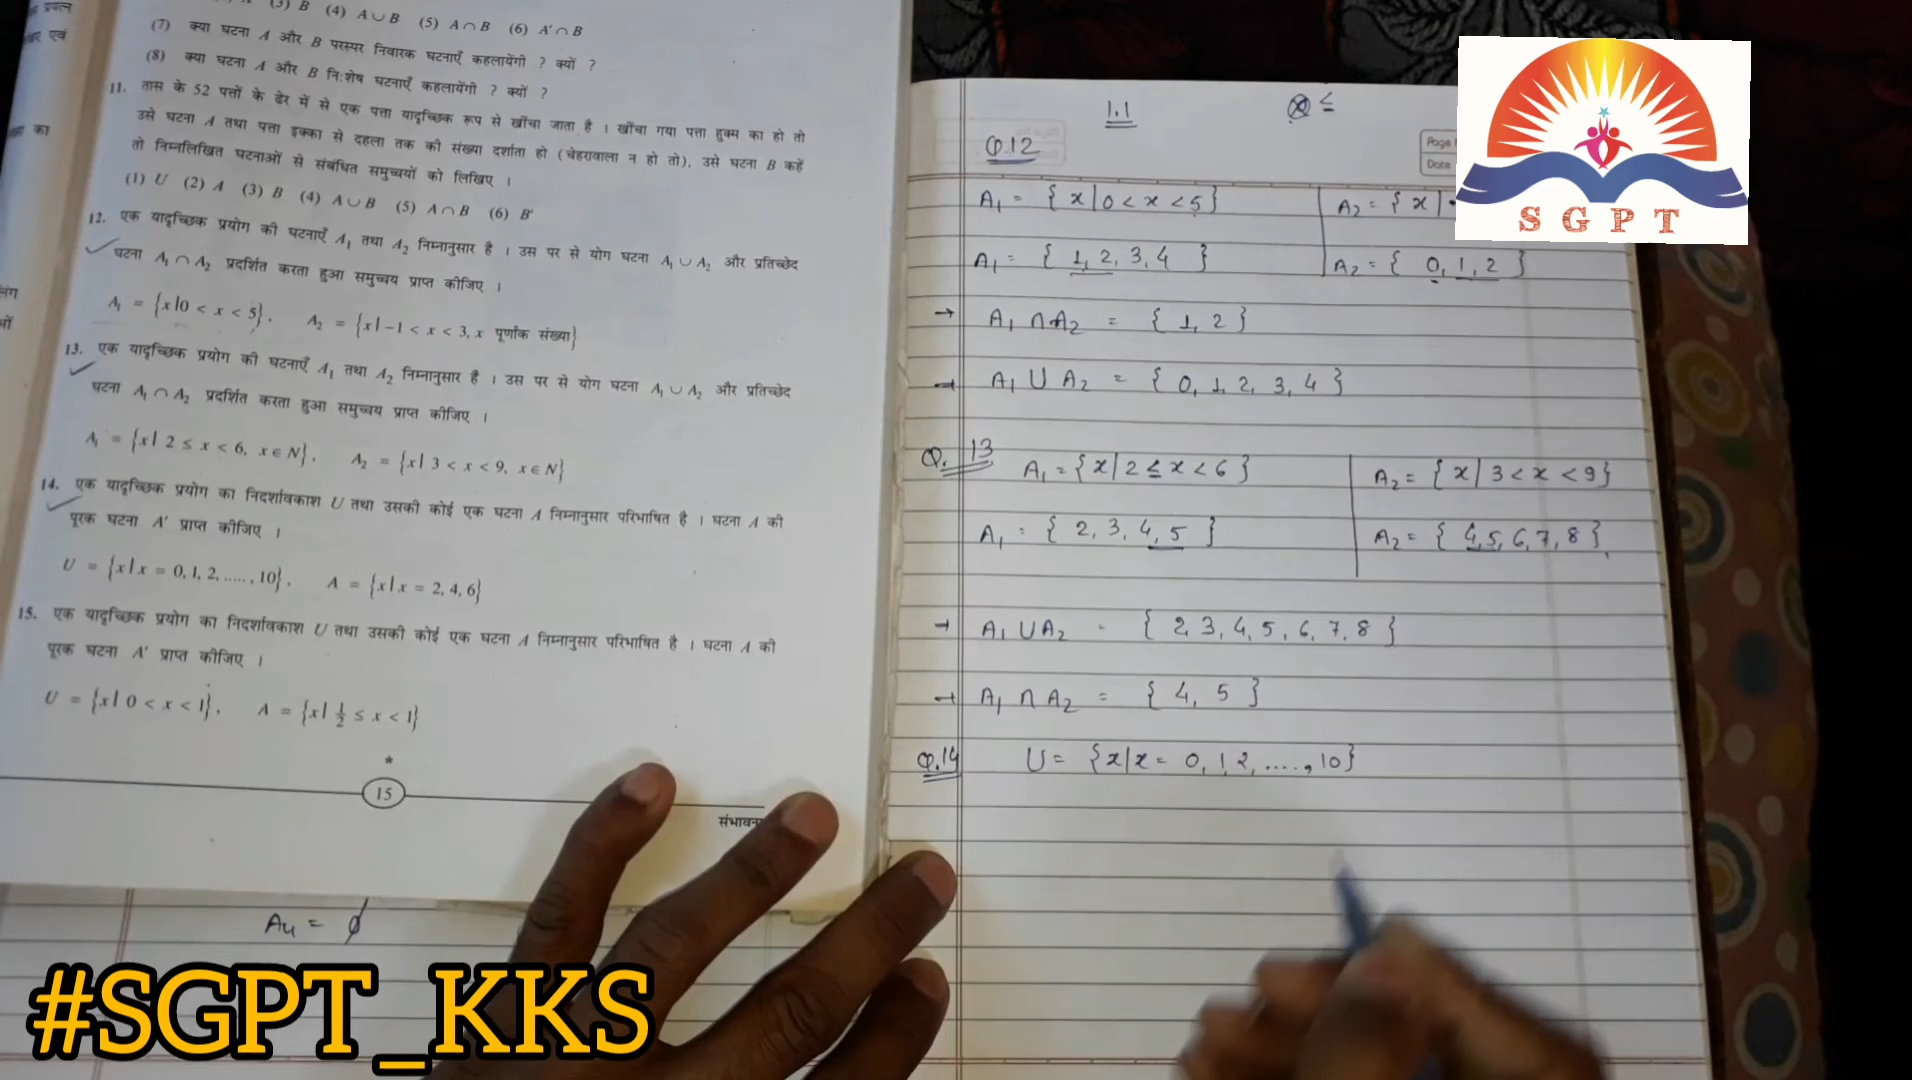 (3) B (4) A∪B (5) A∩B (6) A'∩B
(7) क्या घटना A और B परस्पर निवारक घटनाएँ कहलायेंगी ? क्यों ?
(8) क्या घटना A और B नि:शेष घटनाएँ कहलायेंगी ? क्यों ?
11. तास के 52 पत्तों के ढेर में से एक पत्ता यादृच्छिक रूप से खींचा जाता है । खींचा गया पत्ता हुक्म का हो तो
उसे घटना A तथा पत्ता इक्का से दहला तक की संख्या दर्शाता हो (चेहरावाला न हो तो), उसे घटना B कहें
तो निम्नलिखित घटनाओं से संबंधित समुच्चयों को लिखिए ।
(1) U (2) A (3) B (4) A∪B (5) A∩B (6) B'
12. एक यादृच्छिक प्रयोग की घटनाएँ A₁ तथा A₂ निम्नानुसार है । उस पर से योग घटना A₁∪A₂ और प्रतिच्छेद
घटना A₁∩A₂ प्रदर्शित करता हुआ समुच्चय प्राप्त कीजिए ।
A₁ = {x|0 < x < 5}, A₂ = {x|−1 < x < 3, x पूर्णांक संख्या}
13. एक यादृच्छिक प्रयोग की घटनाएँ A₁ तथा A₂ निम्नानुसार है । उस पर से योग घटना A₁∪A₂ और प्रतिच्छेद
घटना A₁∩A₂ प्रदर्शित करता हुआ समुच्चय प्राप्त कीजिए ।
A₁ = {x| 2 ≤ x < 6, x∈N}, A₂ = {x| 3 < x < 9, x∈N}
14. एक यादृच्छिक प्रयोग का निदर्शावकाश U तथा उसकी कोई एक घटना A निम्नानुसार परिभाषित है । घटना A की
पूरक घटना A' प्राप्त कीजिए ।
U = {x|x = 0, 1, 2, ....., 10}, A = {x|x = 2, 4, 6}
15. एक यादृच्छिक प्रयोग का निदर्शावकाश U तथा उसकी कोई एक घटना A निम्नानुसार परिभाषित है । घटना A की
पूरक घटना A' प्राप्त कीजिए ।
U = {x| 0 < x < 1}, A = {x| 1/2 ≤ x < 1}
*
15
A₄ = ϕ
#SGPT_KKS
1.1
≤
Q.12
Page
Date
A₁ = {x|0 < x < 5} A₂ = {x|
A₁ = {1, 2, 3, 4} A₂ = {0, 1, 2}
→ A₁ ∩ A₂ = {1, 2}
→ A₁ ∪ A₂ = {0, 1, 2, 3, 4}
Q. 13 A₁ = {x|2 ≤ x < 6} A₂ = {x|3 < x < 9}
A₁ = {2, 3, 4, 5} A₂ = {4, 5, 6, 7, 8}
→ A₁ ∪ A₂ = {2, 3, 4, 5, 6, 7, 8}
→ A₁ ∩ A₂ = {4, 5}
Q.14 U = {x|x = 0, 1, 2, ....., 10}
SGPT